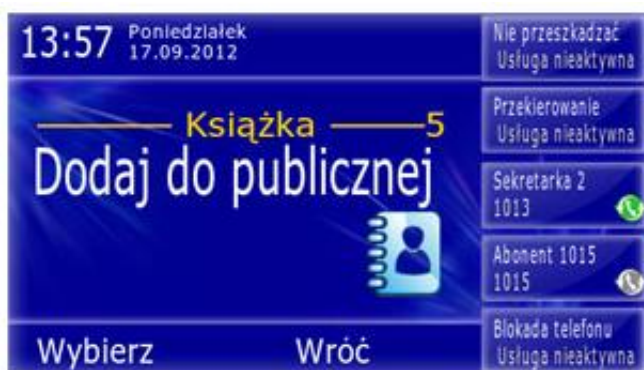 13:57
Poniedziałek
17.09.2012
Książka 5
Dodaj do publicznej
Wybierz
Wróć
Nie przeszkadzać
Usługa nieaktywna
Przekierowanie
Usługa nieaktywna
Sekretarka 2
1013
Abonent 1015
1015
Blokada telefonu
Usługa nieaktywna